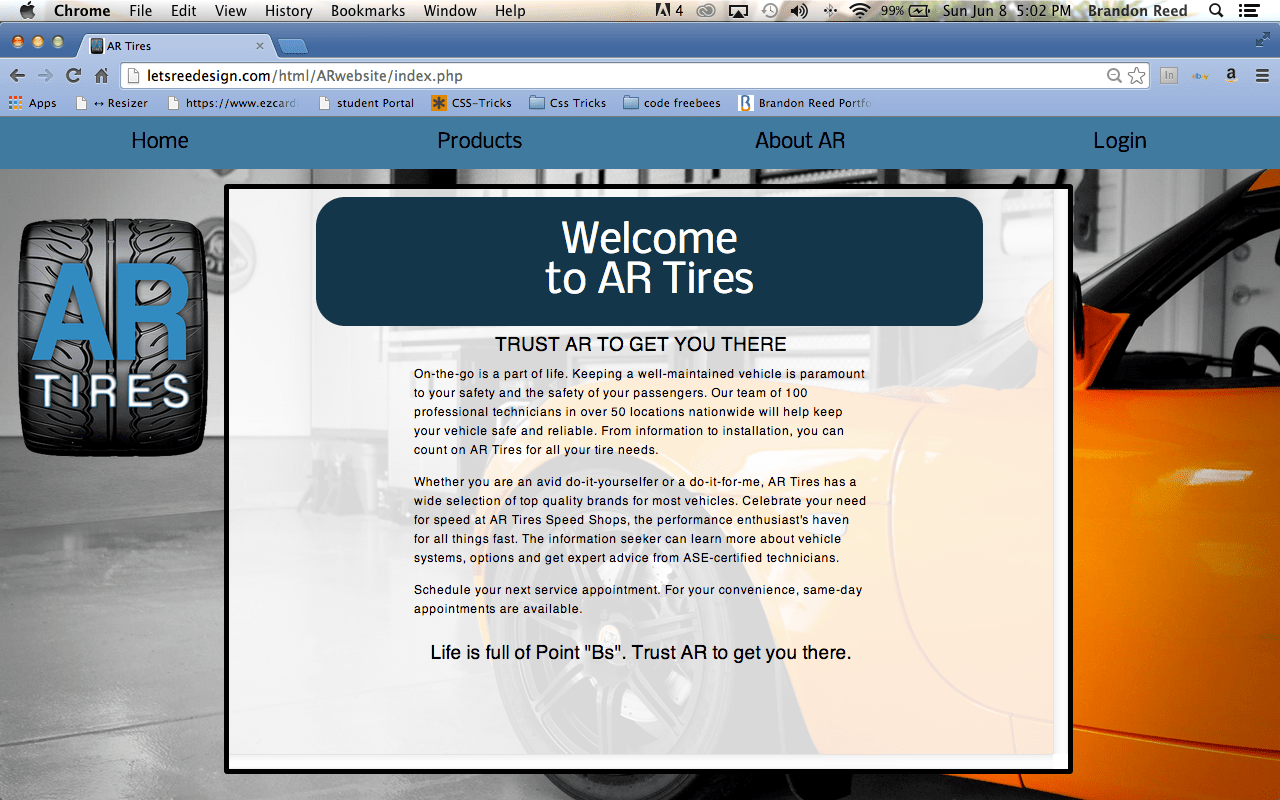 Chrome File Edit View History Bookmarks Window Help 4 99% Sun Jun 8 5:02 PM Brandon Reed
AR Tires
letsreedesign.com/html/ARwebsite/index.php
In
a
Apps ↔ Resizer https://www.ezcard student Portal CSS-Tricks Css Tricks code freebees Brandon Reed Portfo
Home Products About AR Login
AR
TIRES
Welcome
to AR Tires
TRUST AR TO GET YOU THERE
On-the-go is a part of life. Keeping a well-maintained vehicle is paramount
to your safety and the safety of your passengers. Our team of 100
professional technicians in over 50 locations nationwide will help keep
your vehicle safe and reliable. From information to installation, you can
count on AR Tires for all your tire needs.
Whether you are an avid do-it-yourselfer or a do-it-for-me, AR Tires has a
wide selection of top quality brands for most vehicles. Celebrate your need
for speed at AR Tires Speed Shops, the performance enthusiast's haven
for all things fast. The information seeker can learn more about vehicle
systems, options and get expert advice from ASE-certified technicians.
Schedule your next service appointment. For your convenience, same-day
appointments are available.
Life is full of Point "Bs". Trust AR to get you there.